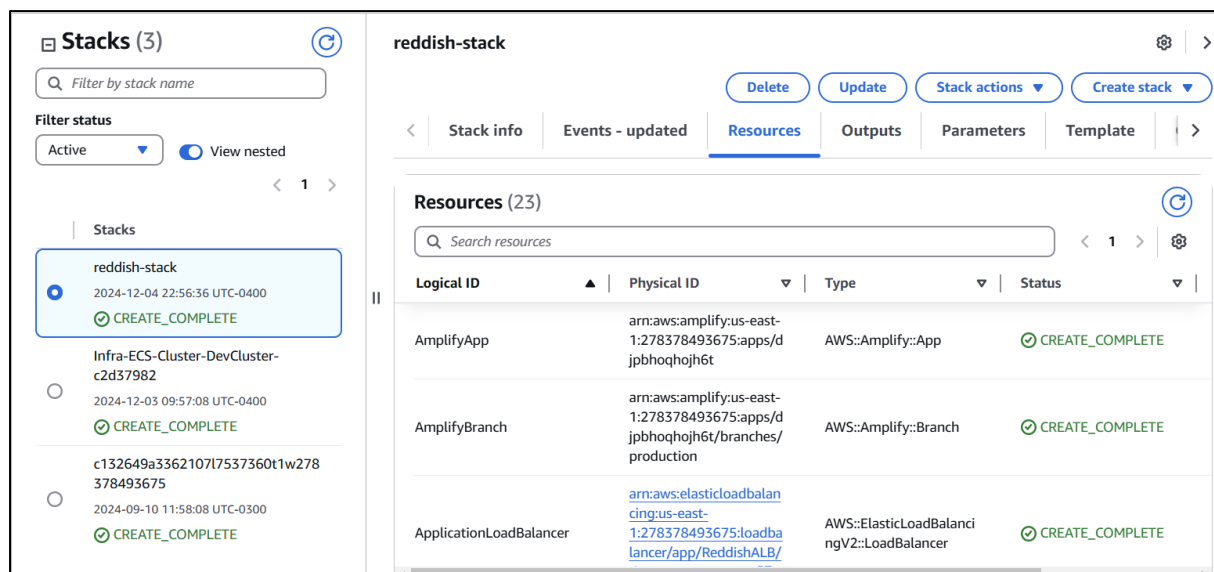 Stacks (3)
Filter by stack name
Filter status
Active
View nested
1
Stacks
reddish-stack
2024-12-04 22:56:36 UTC-0400
CREATE_COMPLETE
Infra-ECS-Cluster-DevCluster-
c2d37982
2024-12-03 09:57:08 UTC-0400
CREATE_COMPLETE
c132649a3362107l7537360t1w278
378493675
2024-09-10 11:58:08 UTC-0300
CREATE_COMPLETE
reddish-stack
Delete Update Stack actions Create stack
Stack info Events - updated Resources Outputs Parameters Template
Resources (23)
Search resources
1
Logical ID Physical ID Type Status
AmplifyApp
arn:aws:amplify:us-east-
1:278378493675:apps/d
jpbhoqhojh6t
AWS::Amplify::App
CREATE_COMPLETE
AmplifyBranch
arn:aws:amplify:us-east-
1:278378493675:apps/d
jpbhoqhojh6t/branches/
production
AWS::Amplify::Branch
CREATE_COMPLETE
ApplicationLoadBalancer
arn:aws:elasticloadbalan
cing:us-east-
1:278378493675:loadba
lancer/app/ReddishALB/
AWS::ElasticLoadBalanci
ngV2::LoadBalancer
CREATE_COMPLETE